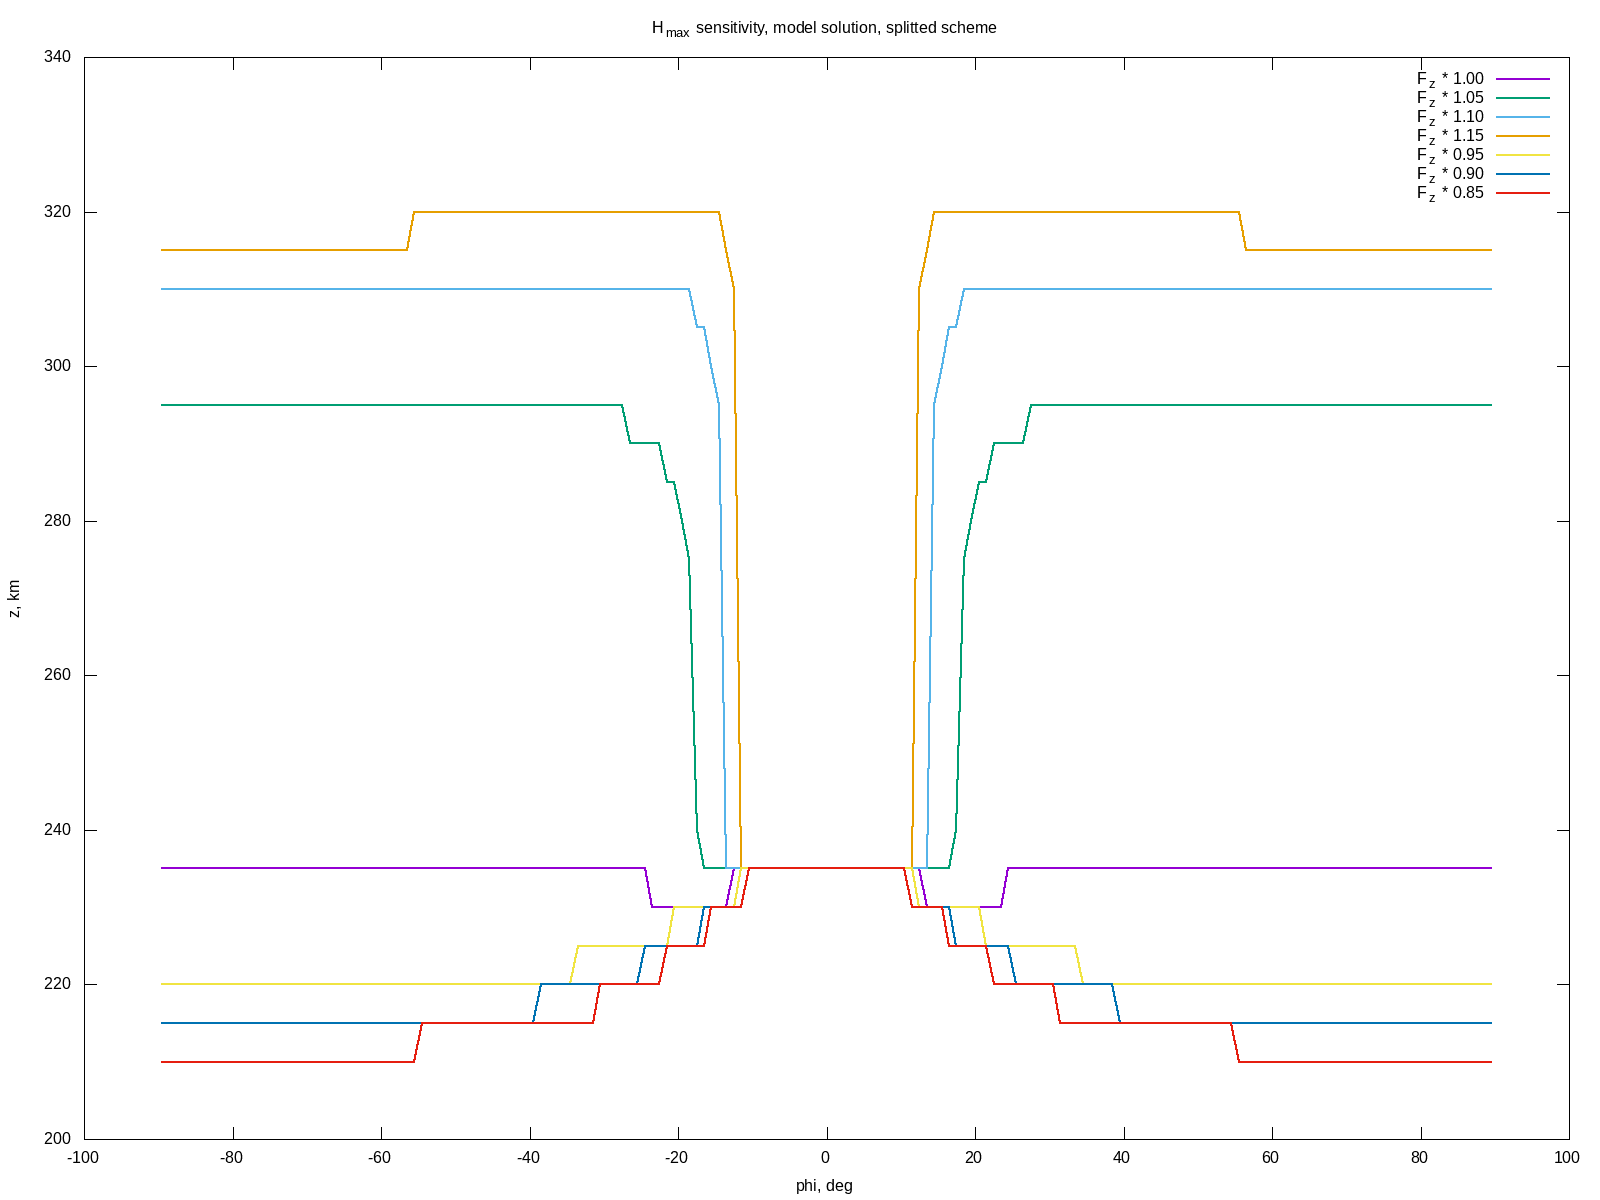 H max sensitivity, model solution, splitted scheme
340
320
300
280
260
240
220
200
z, km
-100 -80 -60 -40 -20 0 20 40 60 80 100
phi, deg
F z * 1.00
F z * 1.05
F z * 1.10
F z * 1.15
F z * 0.95
F z * 0.90
F z * 0.85